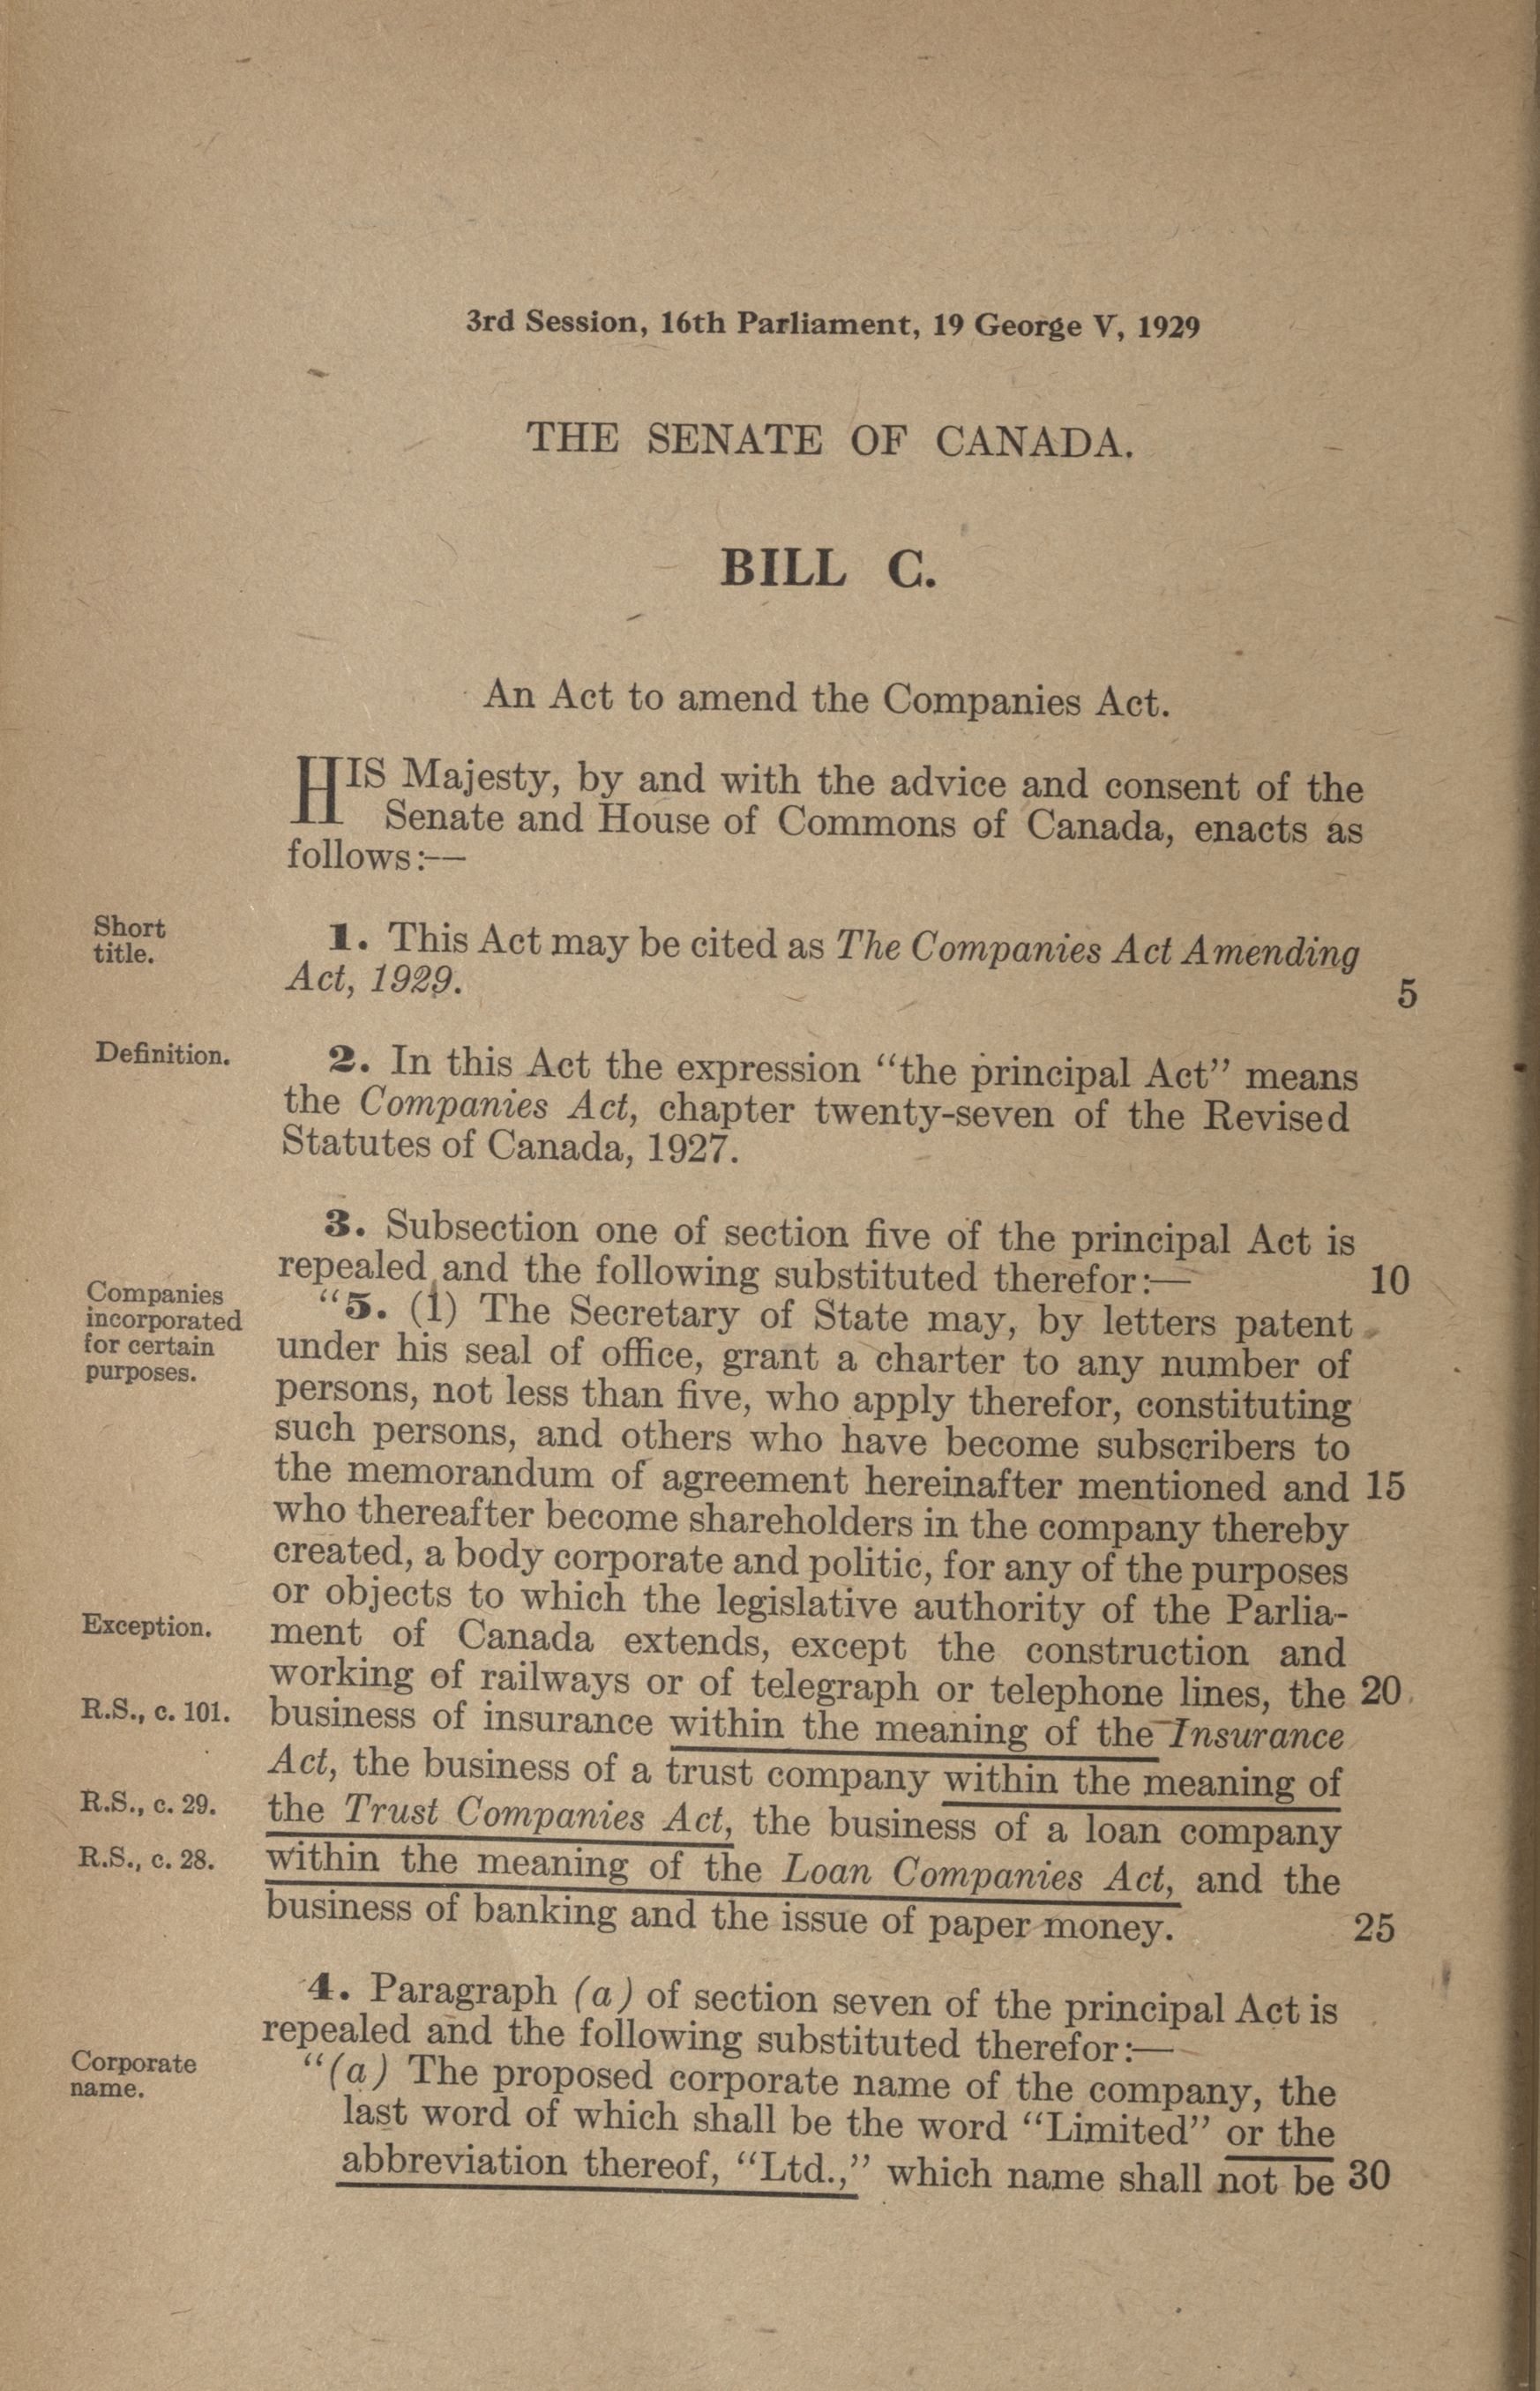 3rd Session, 16th Parliament, 19 George V, 1929
THE SENATE OF CANADA.
BILL C.
An Act to amend the Companies Act.
HIS Majesty, by and with the advice and consent of the
Senate and House of Commons of Canada, enacts as
follows:—
Short
title.
1. This Act may be cited as The Companies Act Amending
Act, 1929.
5
Definition.
2. In this Act the expression “the principal Act” means
the Companies Act, chapter twenty-seven of the Revised
Statutes of Canada, 1927.
3. Subsection one of section five of the principal Act is
repealed and the following substituted therefor:— 10
Companies
incorporated
for certain
purposes.
“5. (1) The Secretary of State may, by letters patent
under his seal of office, grant a charter to any number of
persons, not less than five, who apply therefor, constituting
such persons, and others who have become subscribers to
the memorandum of agreement hereinafter mentioned and 15
who thereafter become shareholders in the company thereby
created, a body corporate and politic, for any of the purposes
or objects to which the legislative authority of the Parlia-
Exception.
ment of Canada extends, except the construction and
working of railways or of telegraph or telephone lines, the 20
R.S., c. 101.
business of insurance within the meaning of the Insurance
Act, the business of a trust company within the meaning of
R.S., c. 29.
the Trust Companies Act, the business of a loan company
R.S., c. 28.
within the meaning of the Loan Companies Act, and the
business of banking and the issue of paper money. 25
4. Paragraph (a) of section seven of the principal Act is
repealed and the following substituted therefor:—
Corporate
name.
“(a) The proposed corporate name of the company, the
last word of which shall be the word “Limited” or the
abbreviation thereof, “Ltd.,” which name shall not be 30